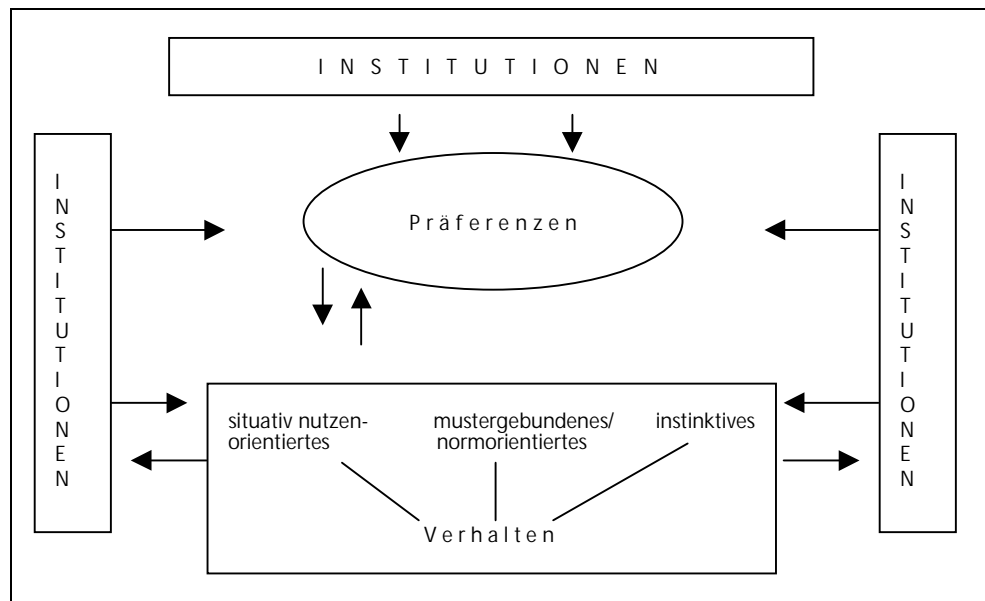 INSTITUTIONEN
INSTITUTIONEN
Präferenzen
INSTITUTIONEN
situativ nutzen-
orientiertes
mustergebundenes/
normorientiertes
instinktives
Verhalten